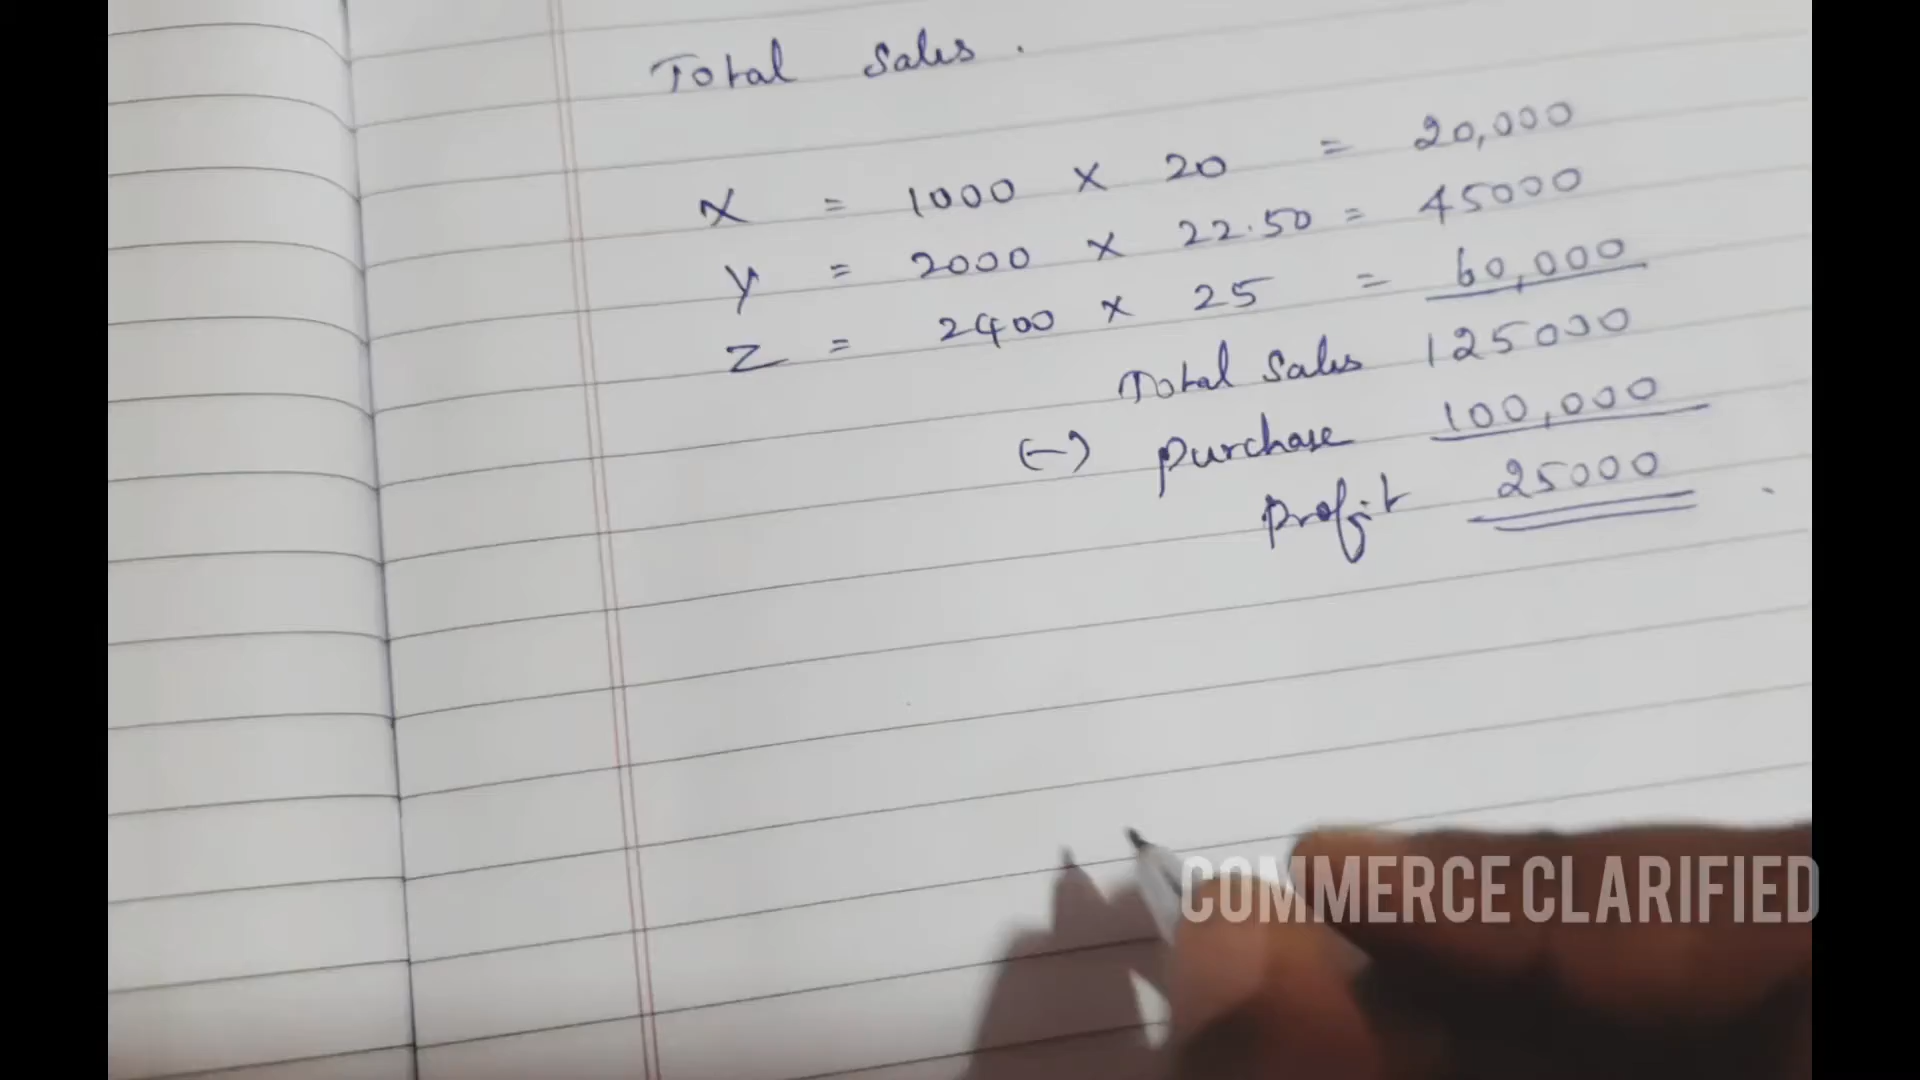 Total Sales.
X = 1000 × 20 = 20,000
Y = 2000 × 22.50 = 45000
Z = 2400 × 25 = 60,000
Total Sales 125000
(-) Purchase 100,000
Profit 25000
COMMERCE CLARIFIED